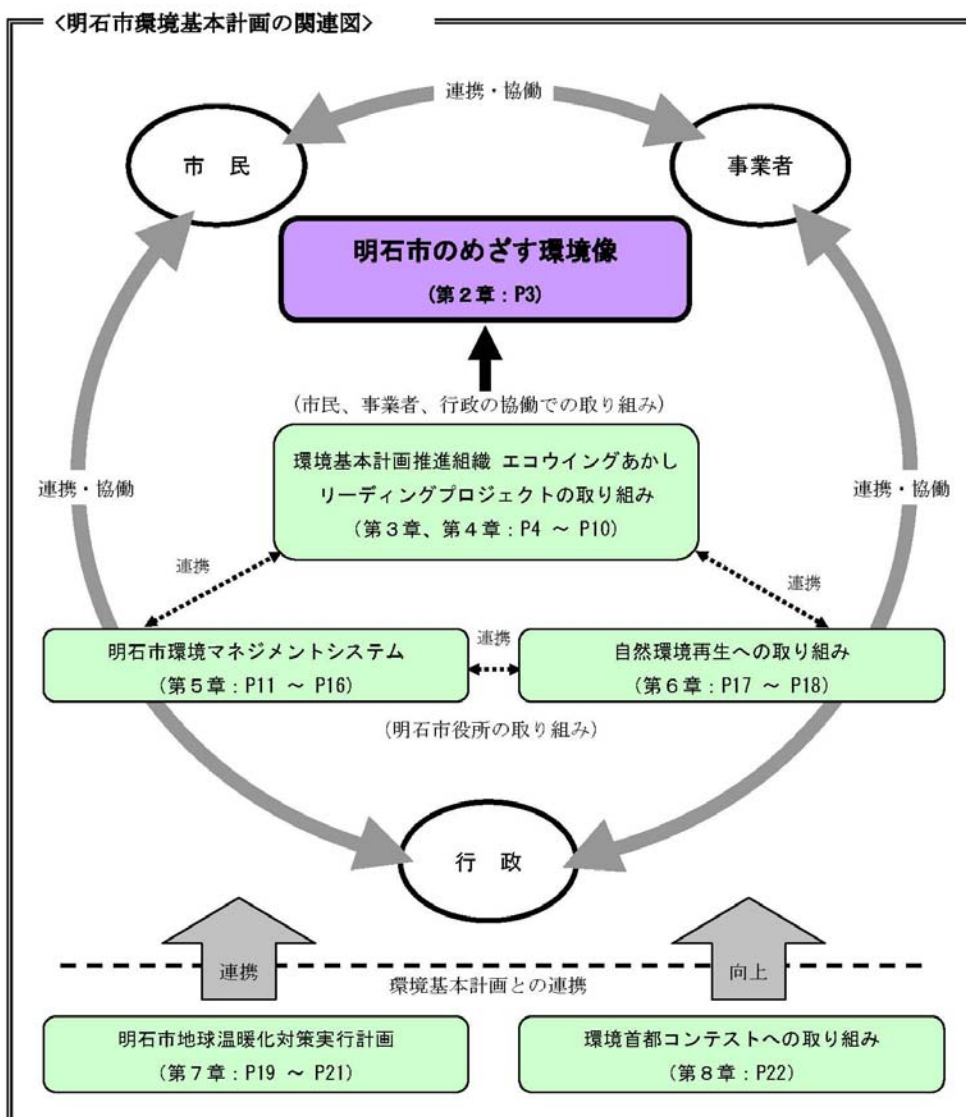 <明石市環境基本計画の関連図>
連携・協働
市 民
事業者
明石市のめざす環境像
(第2章:P3)
(市民、事業者、行政の協働での取り組み)
環境基本計画推進組織 エコウイングあかし
リーディングプロジェクトの取り組み
(第3章、第4章:P4 ~ P10)
連携・協働
連携・協働
連携
連携
明石市環境マネジメントシステム
(第5章:P11 ~ P16)
連携
自然環境再生への取り組み
(第6章:P17 ~ P18)
(明石市役所の取り組み)
行 政
連携
向上
環境基本計画との連携
明石市地球温暖化対策実行計画
(第7章:P19 ~ P21)
環境首都コンテストへの取り組み
(第8章:P22)